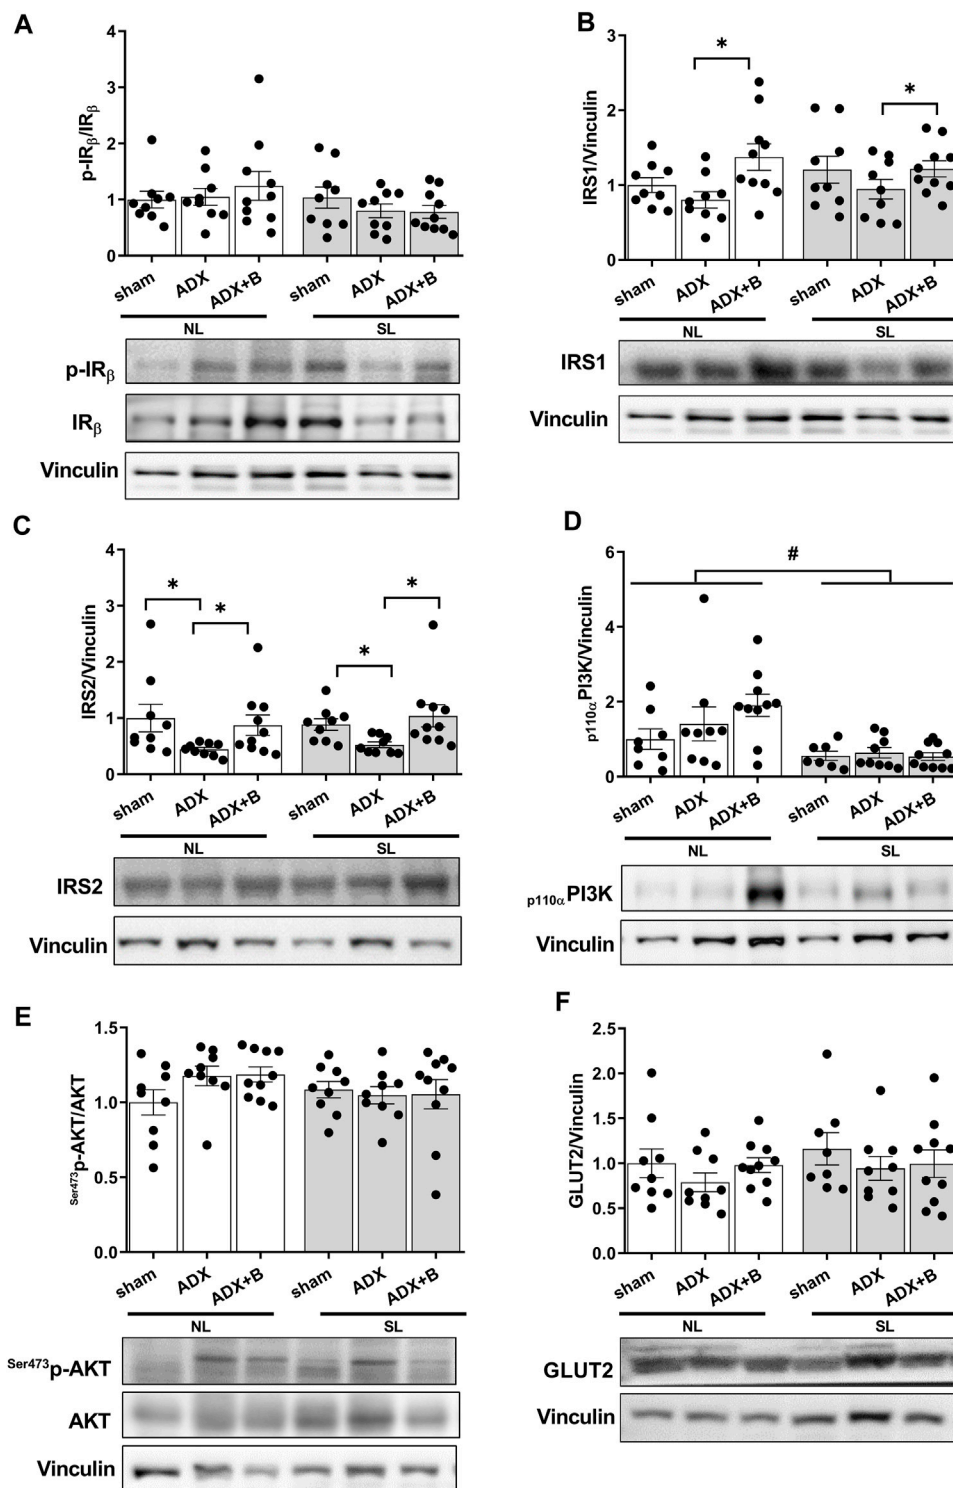 A
p-IRβ/IRβ
4
3
2
1
0
sham
ADX
ADX+B
sham
ADX
ADX+B
NL
SL
p-IRβ
IRβ
Vinculin
B
IRS1/Vinculin
3
2
1
0
*
*
sham
ADX
ADX+B
sham
ADX
ADX+B
NL
SL
IRS1
Vinculin
C
IRS2/Vinculin
4
3
2
1
0
*
*
*
*
sham
ADX
ADX+B
sham
ADX
ADX+B
NL
SL
IRS2
Vinculin
D
p110α PI3K/Vinculin
6
4
2
0
#
sham
ADX
ADX+B
sham
ADX
ADX+B
NL
SL
p110αPI3K
Vinculin
E
Ser473p-AKT/AKT
1.5
1.0
0.5
0.0
sham
ADX
ADX+B
sham
ADX
ADX+B
NL
SL
Ser473p-AKT
AKT
Vinculin
F
GLUT2/Vinculin
2.5
2.0
1.5
1.0
0.5
0.0
sham
ADX
ADX+B
sham
ADX
ADX+B
NL
SL
GLUT2
Vinculin